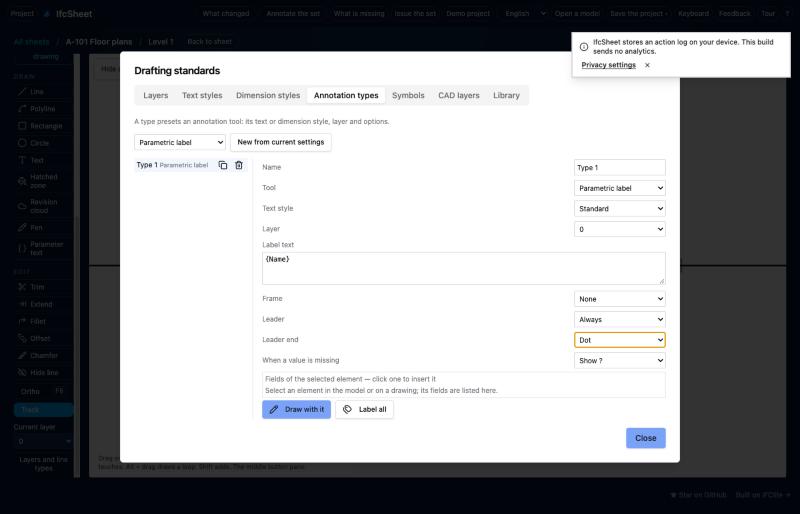 Project
IfcSheet
What changed
Annotate the set
What is missing
Issue the set
Demo project
English
Open a model
Save the project
Keyboard
Feedback
Tour
?
All sheets / A-101 Floor plans / Level 1
Back to sheet
IfcSheet stores an action log on your device. This build sends no analytics.
Privacy settings ×
drawing
DRAW
Line
Polyline
Rectangle
Circle
Text
Hatched zone
Revision cloud
Pen
{ } Parameter text
EDIT
Trim
Extend
Fillet
Offset
Chamfer
Hide line
Ortho F8
Track
Current layer
0
Layers and line types
Hide
Drafting standards
Layers
Text styles
Dimension styles
Annotation types
Symbols
CAD layers
Library
A type presets an annotation tool: its text or dimension style, layer and options.
Parametric label
New from current settings
Type 1 Parametric label
Name
Type 1
Tool
Parametric label
Text style
Standard
Layer
0
Label text
{Name}
Frame
None
Leader
Always
Leader end
Dot
When a value is missing
Show ?
Fields of the selected element — click one to insert it
Select an element in the model or on a drawing; its fields are listed here.
Draw with it
Label all
Close
touches. Alt + drag draws a loop. Shift adds. The middle button pans.
Star on GitHub
Built on IFClite